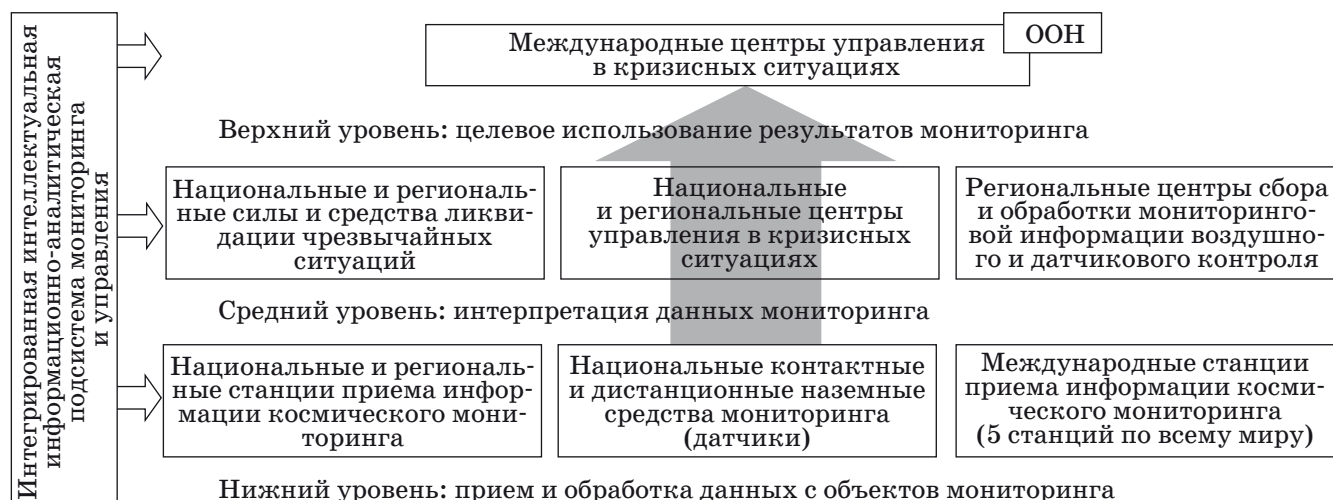 Интегрированная интеллектуальная
информационно-аналитическая
подсистема мониторинга
и управления
ООН
Международные центры управления
в кризисных ситуациях
Верхний уровень: целевое использование результатов мониторинга
Национальные и региональ-
ные силы и средства ликви-
дации чрезвычайных
ситуаций
Национальные
и региональные центры
управления в кризисных
ситуациях
Региональные центры сбора
и обработки мониторинго-
вой информации воздушно-
го и датчикового контроля
Средний уровень: интерпретация данных мониторинга
Национальные и региональ-
ные станции приема инфор-
мации космического мони-
торинга
Национальные контактные
и дистанционные наземные
средства мониторинга
(датчики)
Международные станции
приема информации косми-
ческого мониторинга
(5 станций по всему миру)
Нижний уровень: прием и обработка данных с объектов мониторинга